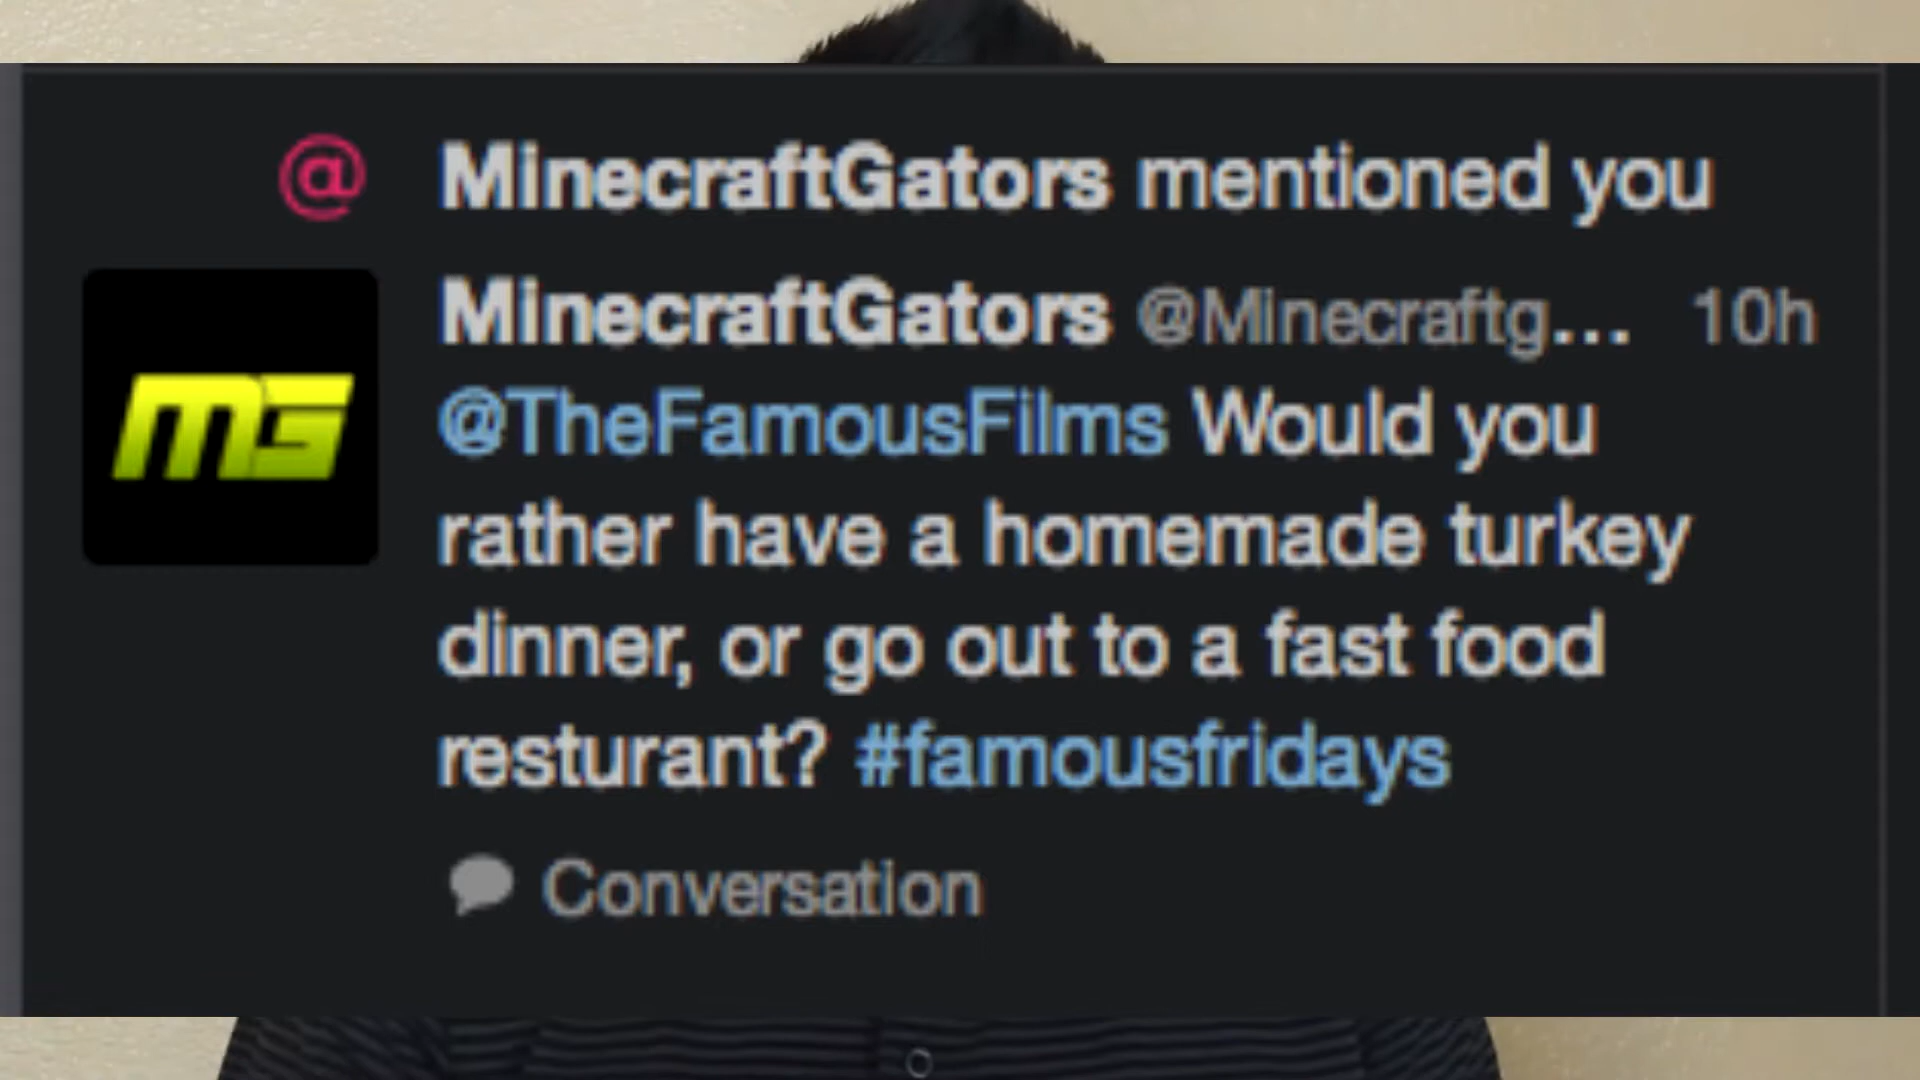 @ MinecraftGators mentioned you
MG
MinecraftGators @Minecraftg... 10h
@TheFamousFilms Would you
rather have a homemade turkey
dinner, or go out to a fast food
resturant? #famousfridays
Conversation